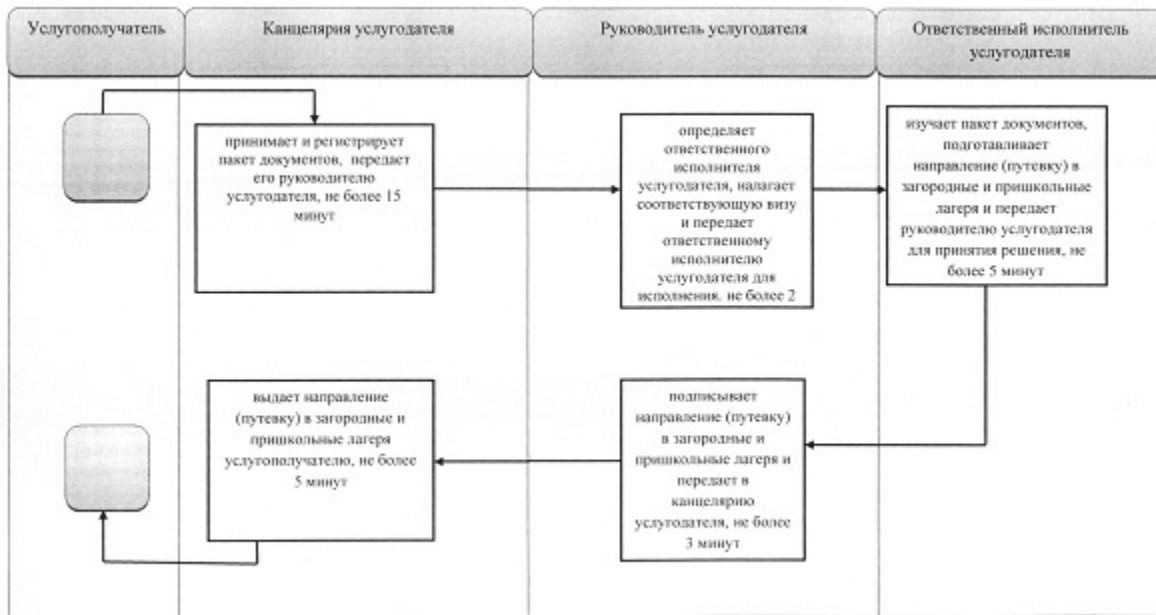 Услугополучатель
Канцелярия услугодателя
Руководитель услугодателя
Ответственный исполнитель
услугодателя
принимает и регистрирует
пакет документов, передает
его руководителю
услугодателя, не более 15
минут
определяет
ответственного
исполнителя
услугодателя, налагает
соответствующую визу
и передает
ответственному
исполнителю
услугодателя для
исполнения, не более 2
изучает пакет документов,
подготавливает
направление (путевку) в
загородные и пришкольные
лагеря и передает
руководителю услугодателя
для принятия решения, не
более 5 минут
выдает направление
(путевку) в загородные и
пришкольные лагеря
услугополучателю, не более
5 минут
подписывает
направление (путевку)
в загородные и
пришкольные лагеря и
передает в
канцелярию
услугодателя, не более
3 минут